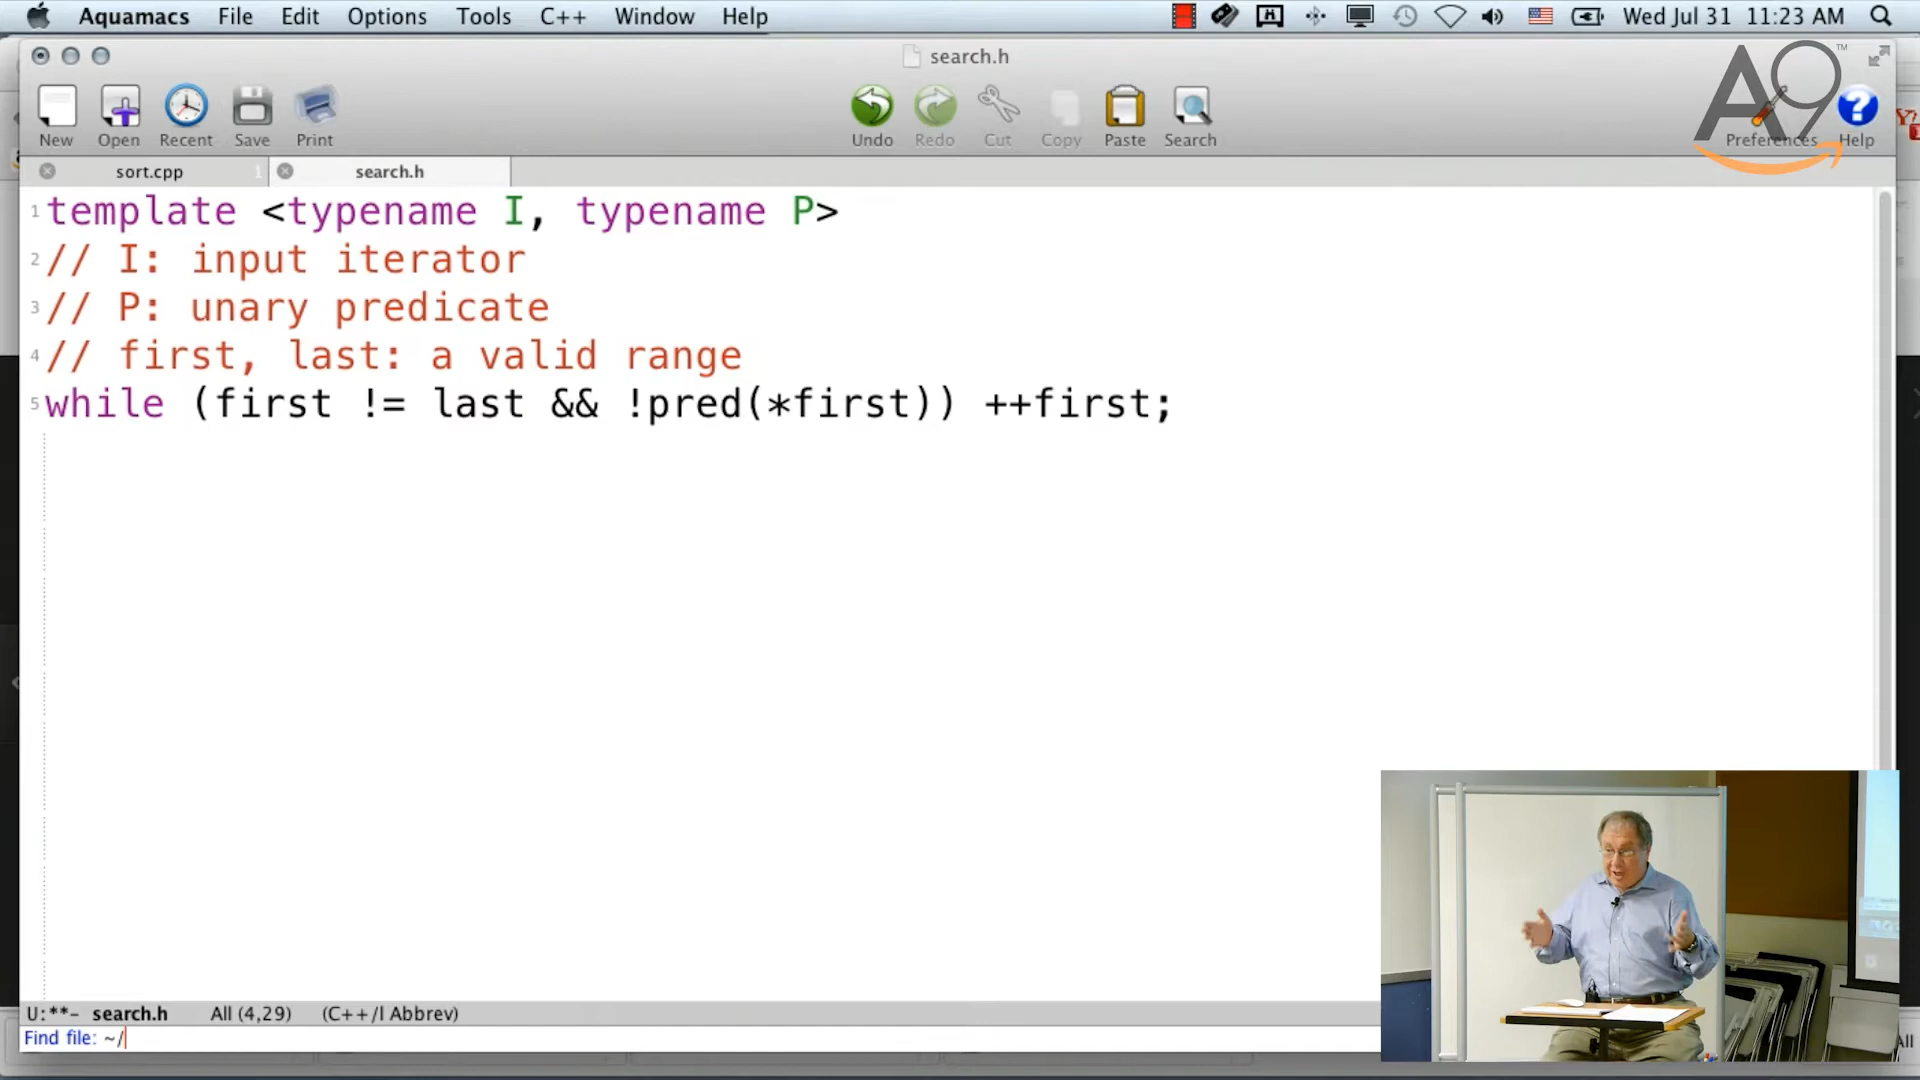 Aquamacs File Edit Options Tools C++ Window Help Wed Jul 31 11:23 AM
search.h
A9™
New Open Recent Save Print Undo Redo Cut Copy Paste Search Preferences Help
sort.cpp 1 search.h
1 template <typename I, typename P>
2 // I: input iterator
3 // P: unary predicate
4 // first, last: a valid range
5 while (first != last && !pred(*first)) ++first;
U:**- search.h All (4,29) (C++/l Abbrev)
Find file: ~/
All